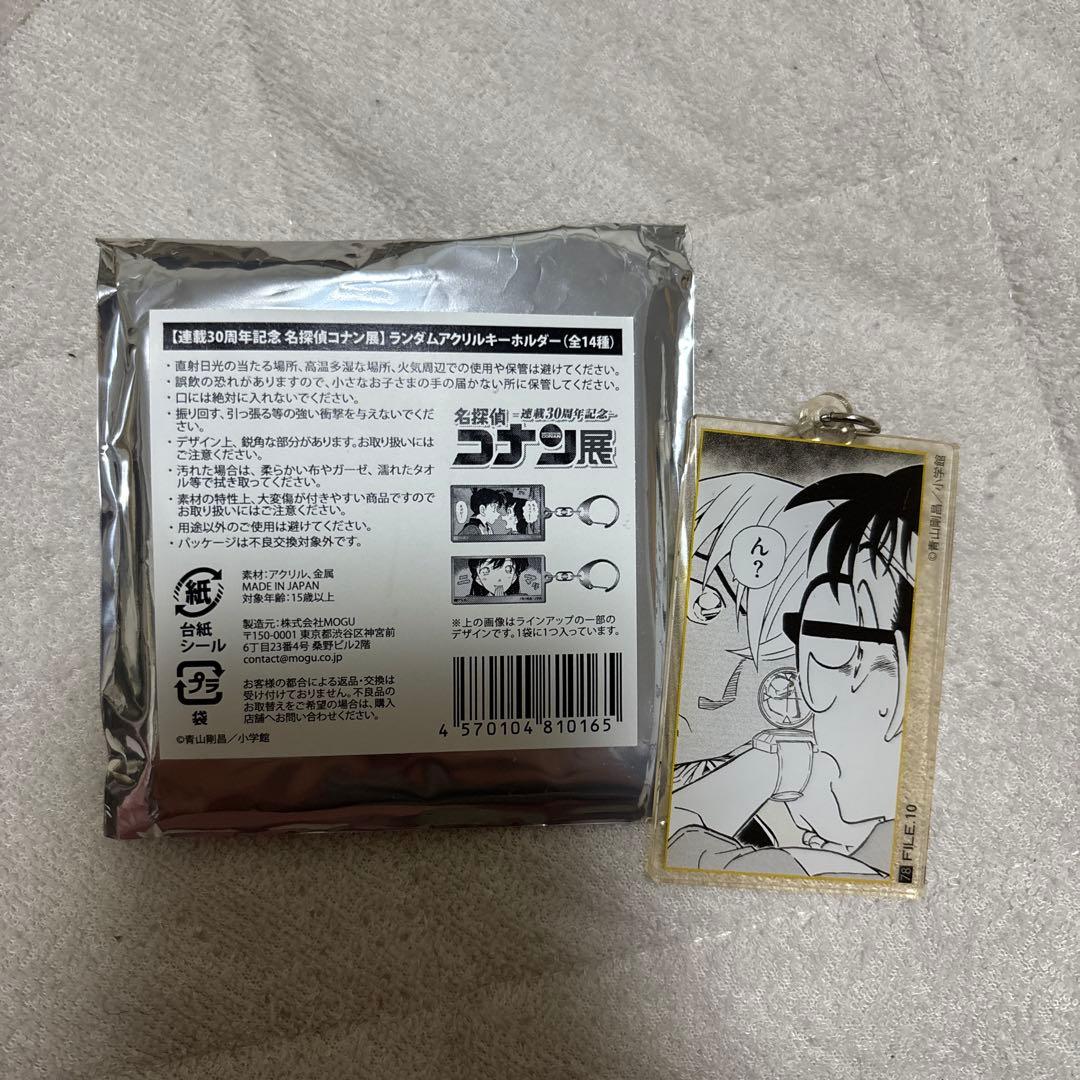 【連載30周年記念 名探偵コナン展】ランダムアクリルキーホルダー（全14種）
・直射日光の当たる場所、高温多湿な場所、火気周辺での使用や保管は避けてください。
・誤飲の恐れがありますので、小さなお子さまの手の届かない所に保管してください。
・口には絶対に入れないでください。
・振り回す、引っ張る等の強い衝撃を与えないでくだ
さい。
・デザイン上、鋭角な部分があります。お取り扱いには
ご注意ください。
・汚れた場合は、柔らかい布やガーゼ、濡れたタオ
ル等で拭き取ってください。
・素材の特性上、大変傷が付きやすい商品ですので
お取り扱いにはご注意ください。
・用途以外のご使用は避けてください。
・パッケージは不良交換対象外です。
名探偵
連載30周年記念
コナン展
紙
台紙
シール
プラ
袋
素材：アクリル、金属
MADE IN JAPAN
対象年齢：15歳以上
製造元：株式会社MOGU
〒150-0001 東京都渋谷区神宮前
6丁目23番4号 桑野ビル2階
contact@mogu.co.jp
お客様の都合による返品・交換は
受け付けておりません。不良品の
お取替えをご希望の場合は、購入
店舗へお問い合わせください。
©青山剛昌／小学館
※上の画像はラインアップの一部の
デザインです。1袋に1つ入っています。
4 570104 810165
ん？
©青山剛昌／小学館
78 FILE.10